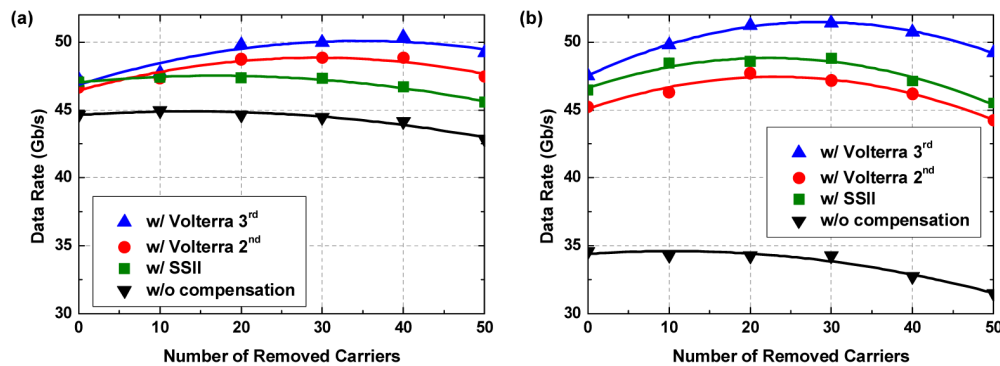 (a)
50
45
40
35
30
Data Rate (Gb/s)
w/ Volterra 3rd
w/ Volterra 2nd
w/ SSII
w/o compensation
0 10 20 30 40 50
Number of Removed Carriers
(b)
50
45
40
35
30
Data Rate (Gb/s)
w/ Volterra 3rd
w/ Volterra 2nd
w/ SSII
w/o compensation
0 10 20 30 40 50
Number of Removed Carriers